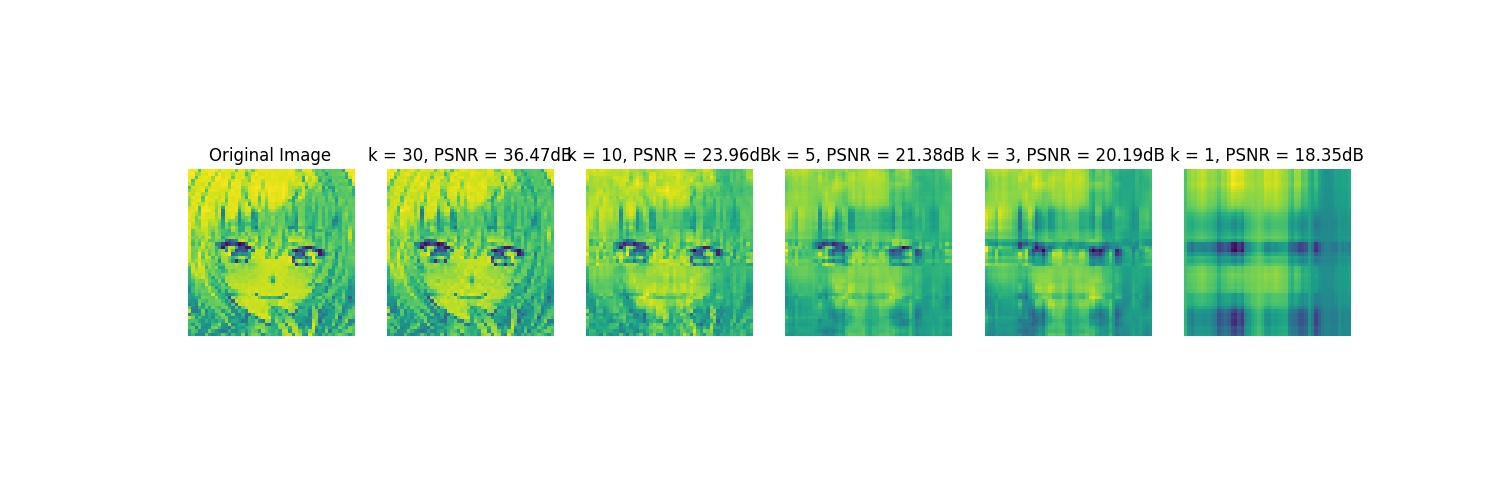 Original Image
k = 30, PSNR = 36.47dB
k = 10, PSNR = 23.96dB
k = 5, PSNR = 21.38dB
k = 3, PSNR = 20.19dB
k = 1, PSNR = 18.35dB